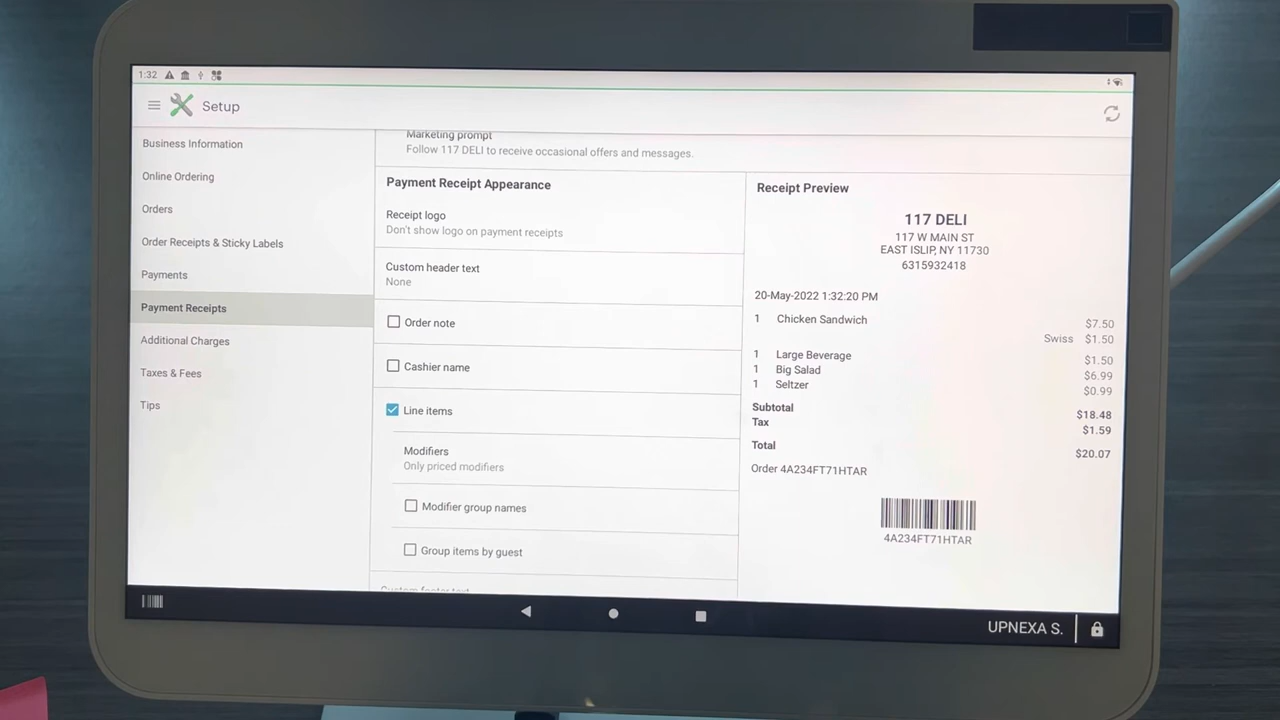 1:32
Setup
Business Information
Online Ordering
Orders
Order Receipts & Sticky Labels
Payments
Payment Receipts
Additional Charges
Taxes & Fees
Tips
Marketing prompt
Follow 117 DELI to receive occasional offers and messages.
Payment Receipt Appearance
Receipt logo
Don't show logo on payment receipts
Custom header text
None
Order note
Cashier name
Line items
Modifiers
Only priced modifiers
Modifier group names
Group items by guest
Custom footer text
Receipt Preview
117 DELI
117 W MAIN ST
EAST ISLIP, NY 11730
6315932418
20-May-2022 1:32:20 PM
1 Chicken Sandwich $7.50
Swiss $1.50
1 Large Beverage $1.50
1 Big Salad $6.99
1 Seltzer $0.99
Subtotal $18.48
Tax $1.59
Total $20.07
Order 4A234FT71HTAR
4A234FT71HTAR
UPNEXA S.